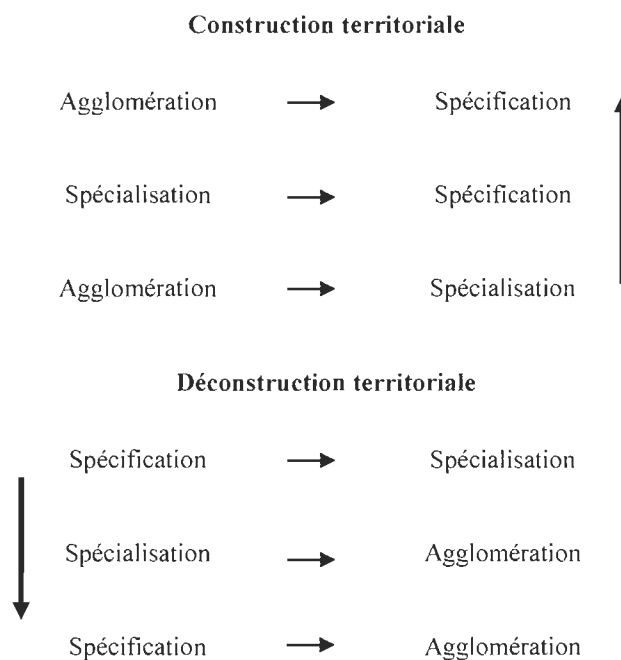 Construction territoriale
Agglomération → Spécification
Spécialisation → Spécification
Agglomération → Spécialisation
Déconstruction territoriale
Spécification → Spécialisation
Spécialisation → Agglomération
Spécification → Agglomération